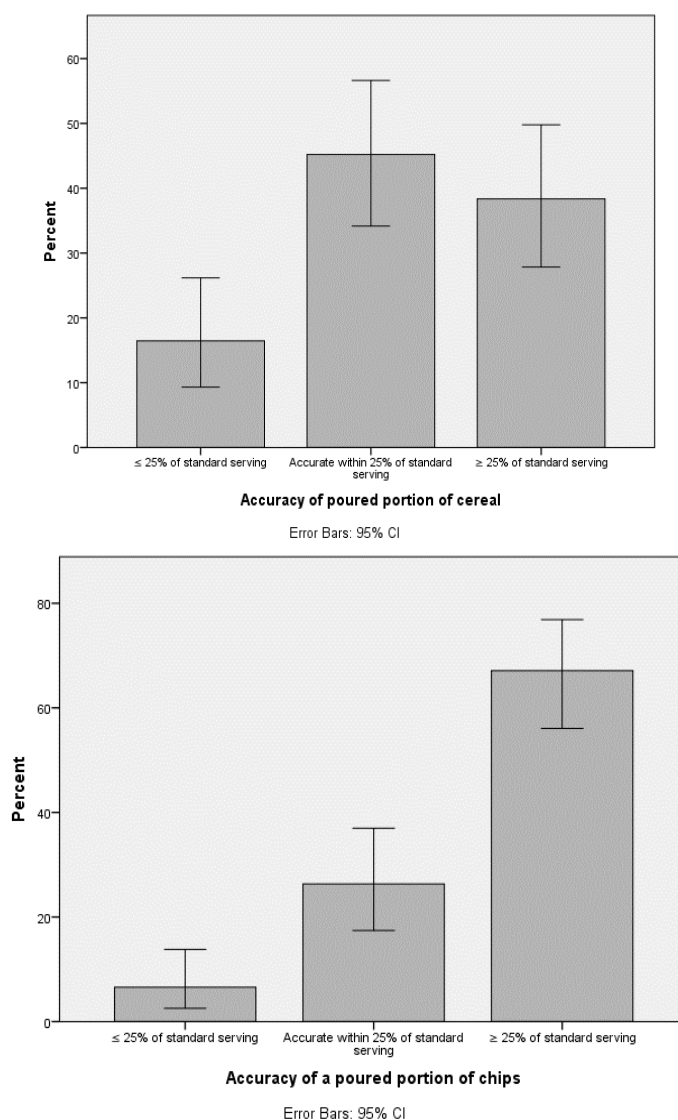 60
50
40
30
20
10
0
Percent
≤ 25% of standard serving
Accurate within 25% of standard
serving
≥ 25% of standard serving
Accuracy of poured portion of cereal
Error Bars: 95% CI
80
60
40
20
0
Percent
≤ 25% of standard serving
Accurate within 25% of standard
serving
≥ 25% of standard serving
Accuracy of a poured portion of chips
Error Bars: 95% CI